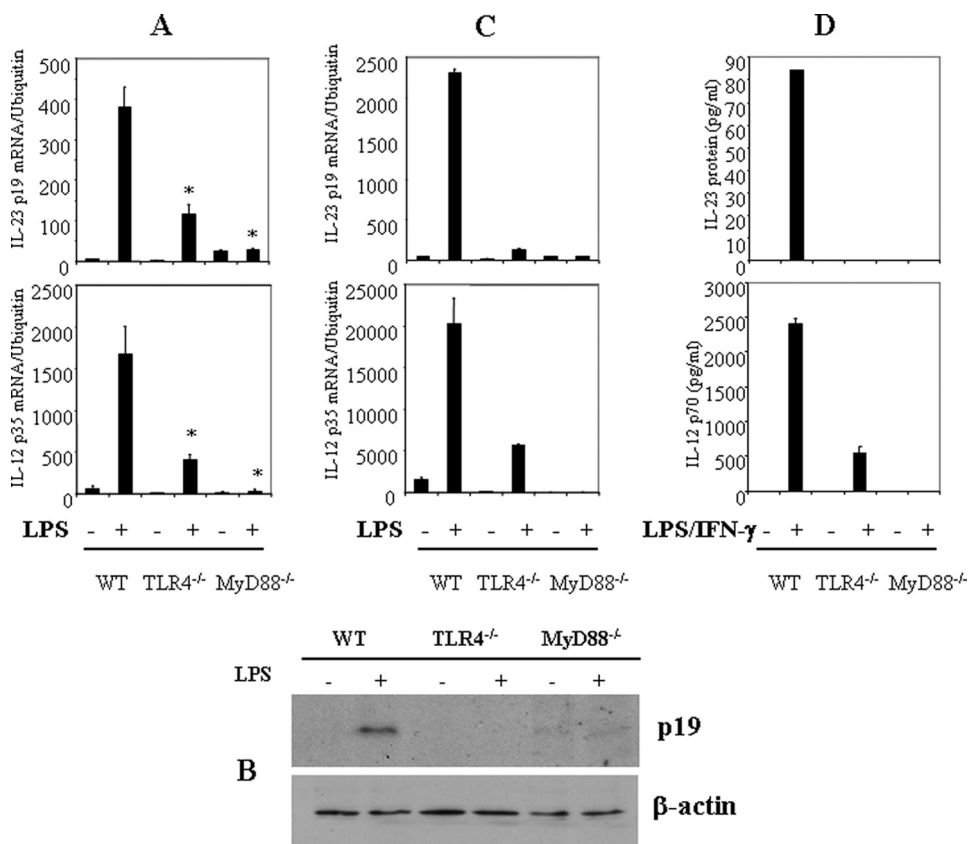 A
C
D
IL-23 p19 mRNA/Ubiquitin
500
400
300
200
100
0
*
*
IL-23 p19 mRNA/Ubiquitin
2500
2000
1500
1000
500
0
IL-23 protein (pg/ml)
90
80
70
60
50
40
30
20
10
0
IL-12 p35 mRNA/Ubiquitin
2500
2000
1500
1000
500
0
*
*
IL-12 p35 mRNA/Ubiquitin
25000
20000
15000
10000
5000
0
IL-12 p70 (pg/ml)
3000
2500
2000
1500
1000
500
0
LPS - + - + - +
WT TLR4-/- MyD88-/-
LPS - + - + - +
WT TLR4-/- MyD88-/-
LPS/IFN-γ - + - + - +
WT TLR4-/- MyD88-/-
WT TLR4-/- MyD88-/-
LPS - + - + - +
p19
B
β-actin